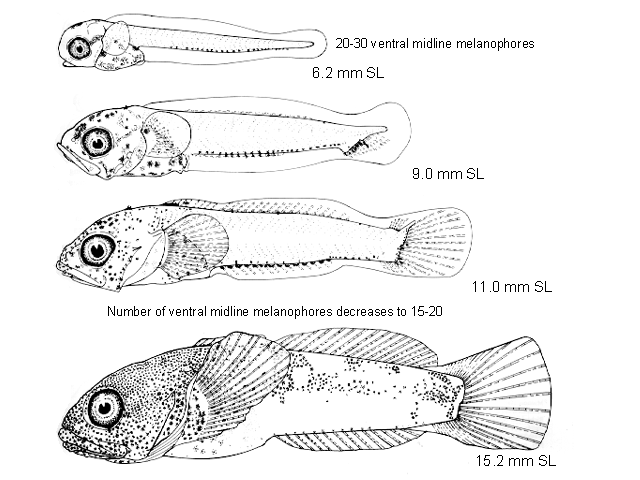 20-30 ventral midline melanophores
6.2 mm SL
9.0 mm SL
11.0 mm SL
Number of ventral midline melanophores decreases to 15-20
15.2 mm SL